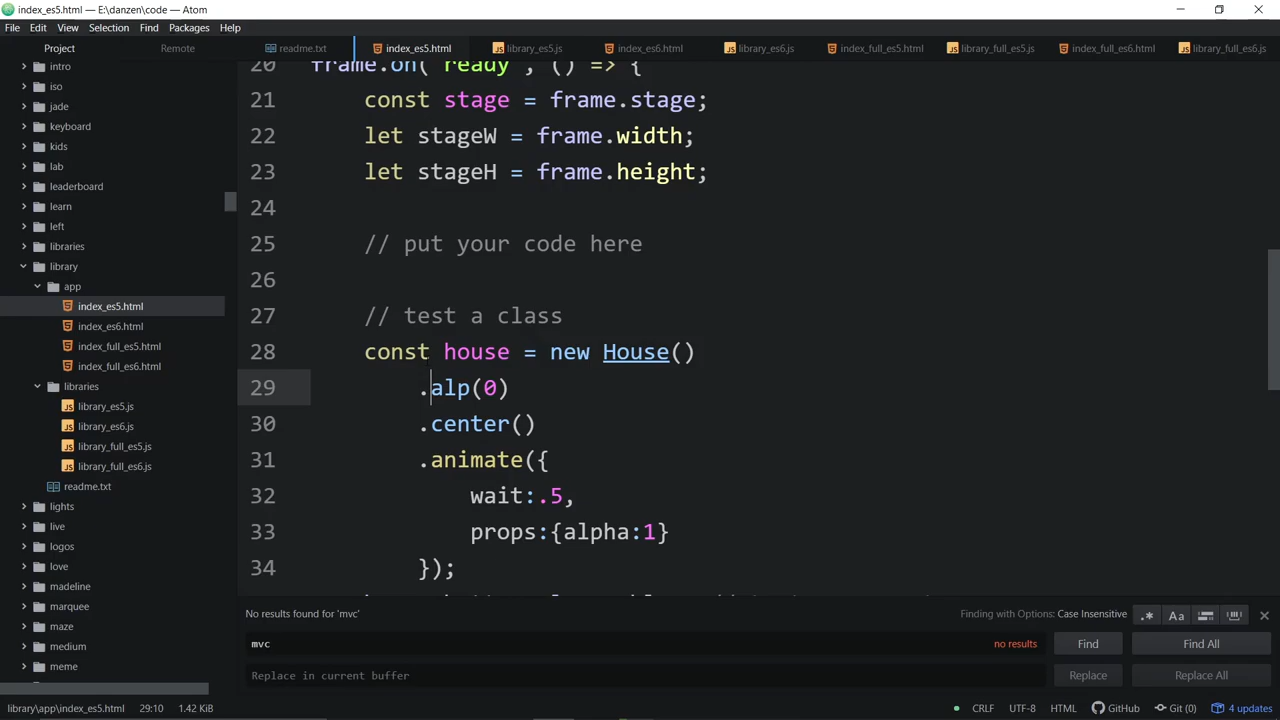 index_es5.html — E:\danzen\code — Atom
File Edit View Selection Find Packages Help
Project Remote
readme.txt index_es5.html library_es5.js index_es6.html library_es6.js index_full_es5.html library_full_es5.js index_full_es6.html library_full_es6.js
intro
iso
jade
keyboard
kids
lab
leaderboard
learn
left
libraries
library
app
index_es5.html
index_es6.html
index_full_es5.html
index_full_es6.html
libraries
library_es5.js
library_es6.js
library_full_es5.js
library_full_es6.js
readme.txt
lights
live
logos
love
madeline
marquee
maze
medium
meme
20 frame.on("ready", () => {
21 const stage = frame.stage;
22 let stageW = frame.width;
23 let stageH = frame.height;
24
25 // put your code here
26
27 // test a class
28 const house = new House()
29 .alp(0)
30 .center()
31 .animate({
32 wait:.5,
33 props:{alpha:1}
34 });
No results found for 'mvc' Finding with Options: Case Insensitive .* Aa
mvc no results Find Find All
Replace in current buffer Replace Replace All
library\app\index_es5.html 29:10 1.42 KiB CRLF UTF-8 HTML GitHub Git (0) 4 updates